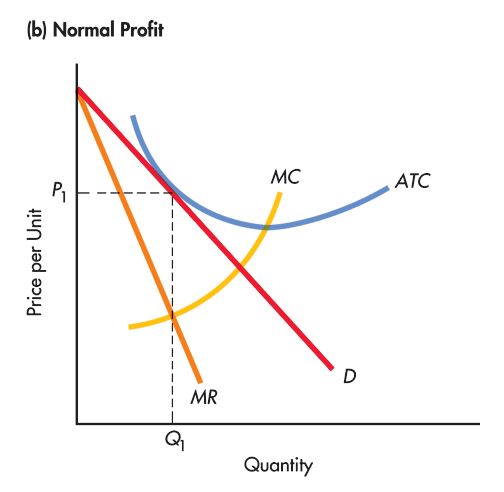 (b) Normal Profit
MC
ATC
P1
Price per Unit
D
MR
Q1
Quantity